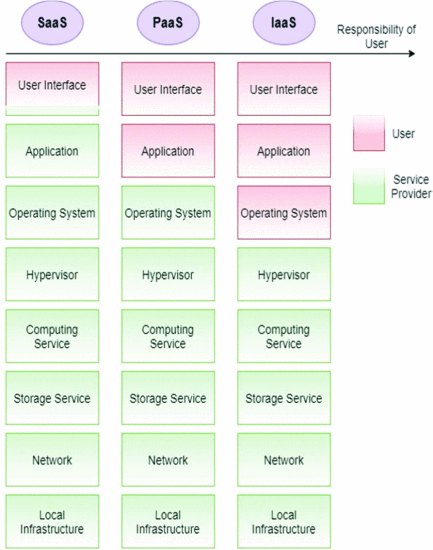 SaaS
PaaS
IaaS
Responsibility of
User
User Interface
User Interface
User Interface
User
Application
Application
Application
Service
Provider
Operating System
Operating System
Operating System
Hypervisor
Hypervisor
Hypervisor
Computing
Service
Computing
Service
Computing
Service
Storage Service
Storage Service
Storage Service
Network
Network
Network
Local
Infrastructure
Local
Infrastructure
Local
Infrastructure